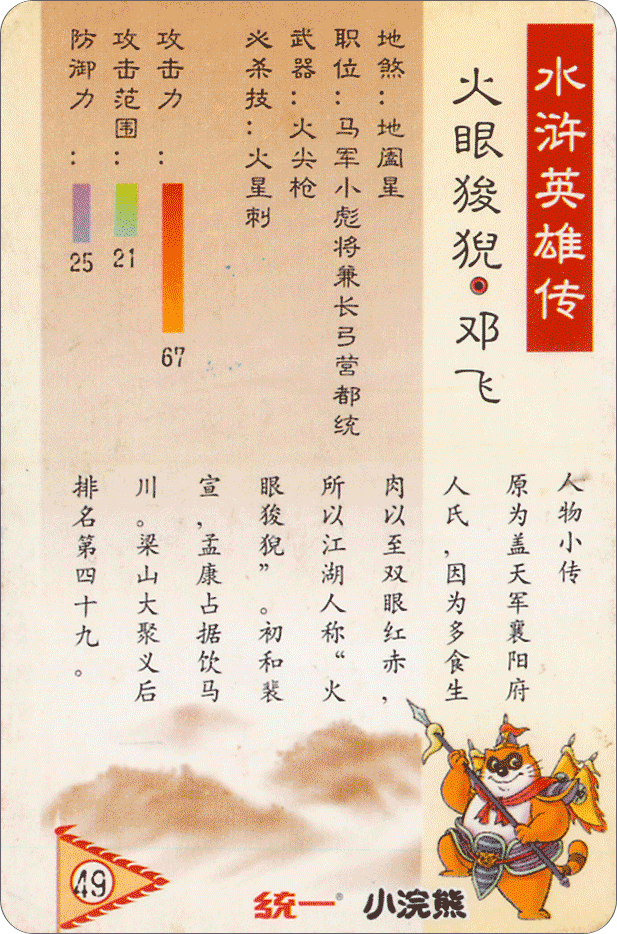 水浒英雄传
火眼狻猊·邓飞
地煞：地阖星
职位：马军小彪将兼长弓营都统
武器：火尖枪
必杀技：火星刺
攻击力：
67
攻击范围：
21
防御力：
25
人物小传
原为盖天军襄阳府
人氏，因为多食生
肉以至双眼红赤，
所以江湖人称“火
眼狻猊”。初和裴
宣，孟康占据饮马
川。梁山大聚义后
排名第四十九。
49
統一® 小浣熊